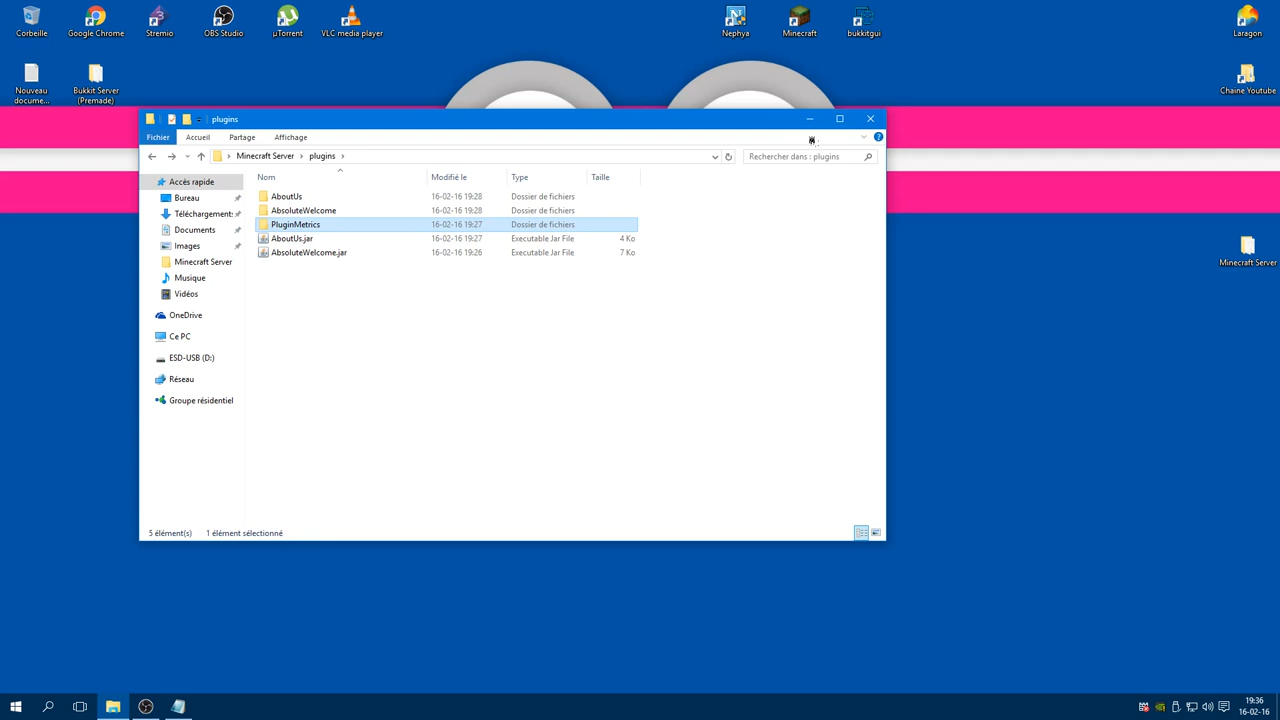 Corbeille
Google Chrome
Stremio
OBS Studio
µTorrent
VLC media player
Nephya
Minecraft
bukkitgui
Laragon
Nouveau docume...
Bukkit Server (Premade)
Chaine Youtube
Minecraft Server
plugins
Fichier
Accueil
Partage
Affichage
Minecraft Server
plugins
Rechercher dans : plugins
Nom Modifié le Type Taille
Accès rapide
Bureau
Téléchargement:
Documents
Images
Minecraft Server
Musique
Vidéos
OneDrive
Ce PC
ESD-USB (D:)
Réseau
Groupe résidentiel
AboutUs 16-02-16 19:28 Dossier de fichiers
AbsoluteWelcome 16-02-16 19:28 Dossier de fichiers
PluginMetrics 16-02-16 19:27 Dossier de fichiers
AboutUs.jar 16-02-16 19:27 Executable Jar File 4 Ko
AbsoluteWelcome.jar 16-02-16 19:26 Executable Jar File 7 Ko
5 élément(s) 1 élément sélectionné
19:36
16-02-16